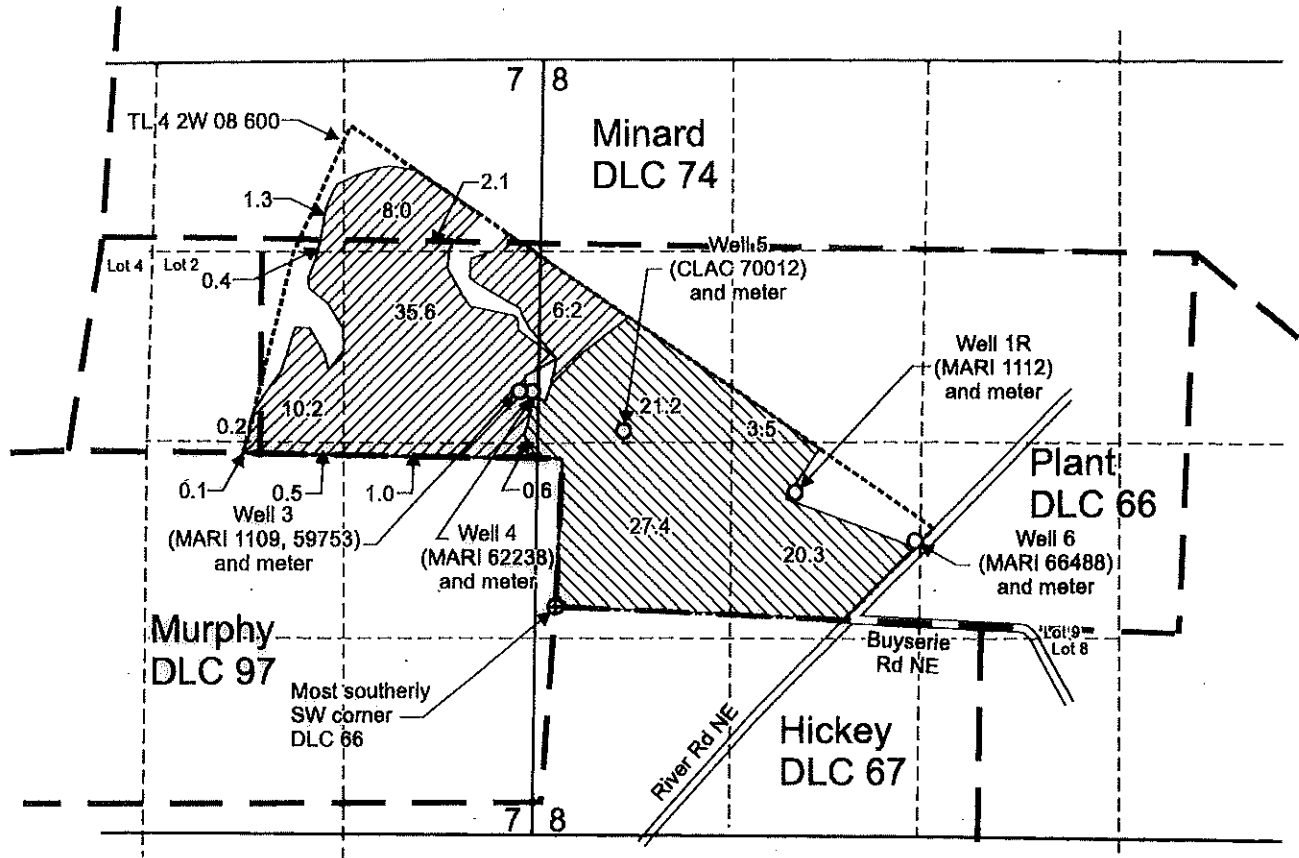 7 8
TL 4 2W 08 600
Minard
DLC 74
1.3
8.0
2.1
Lot 4
Lot 2
0.4
Well 5
(CLAC 70012)
and meter
35.6
6.2
Well 1R
(MARI 1112)
and meter
10.2
21.2
3.5
0.2
Plant
DLC 66
0.1
0.5
1.0
0.6
Well 3
(MARI 1109, 59753)
and meter
Well 4
(MARI 62238)
and meter
27.4
20.3
Well 6
(MARI 66488)
and meter
Murphy
DLC 97
Buyserie
Rd NE
Lot 9
Lot 8
Most southerly
SW corner
DLC 66
River Rd NE
Hickey
DLC 67
7 8